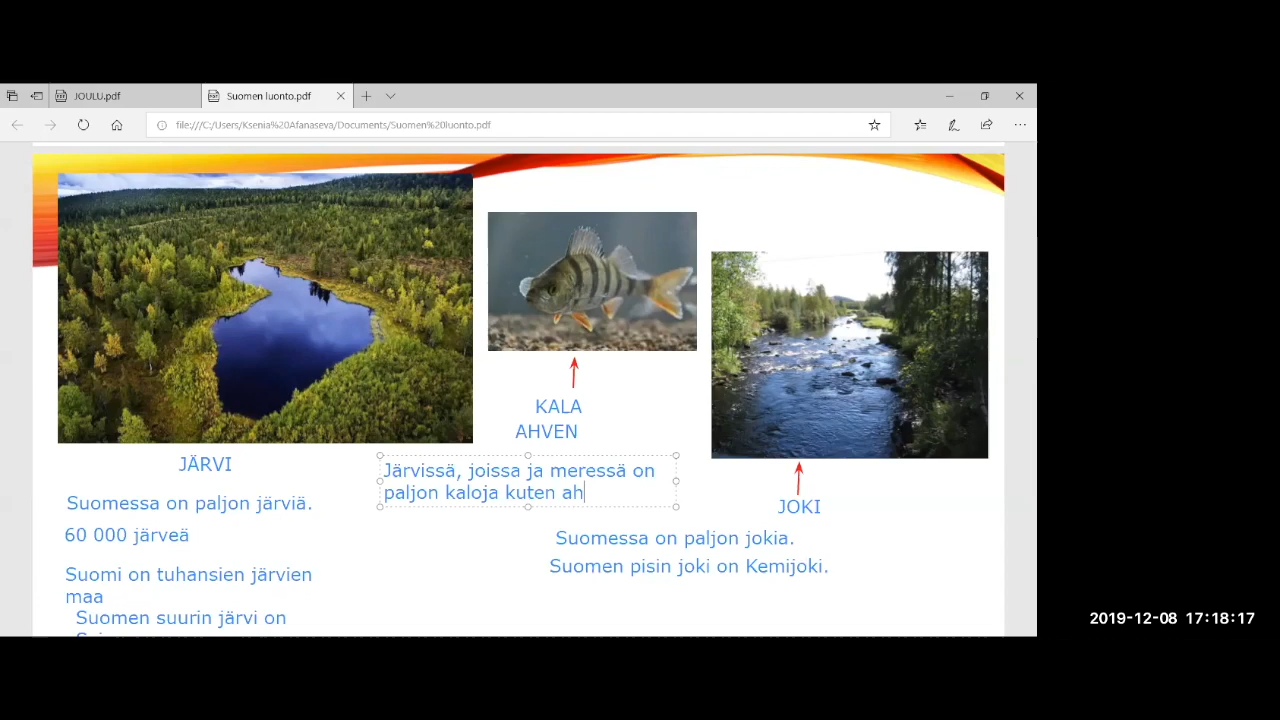 JOULU.pdf
Suomen luonto.pdf
file:///C:/Users/Ksenia%20Afanaseva/Documents/Suomen%20luonto.pdf
KALA
AHVEN
JÄRVI
Järvissä, joissa ja meressä on
paljon kaloja kuten ah
Suomessa on paljon järviä.
60 000 järveä
Suomi on tuhansien järvien
maa
Suomen suurin järvi on
JOKI
Suomessa on paljon jokia.
Suomen pisin joki on Kemijoki.
2019-12-08 17:18:17